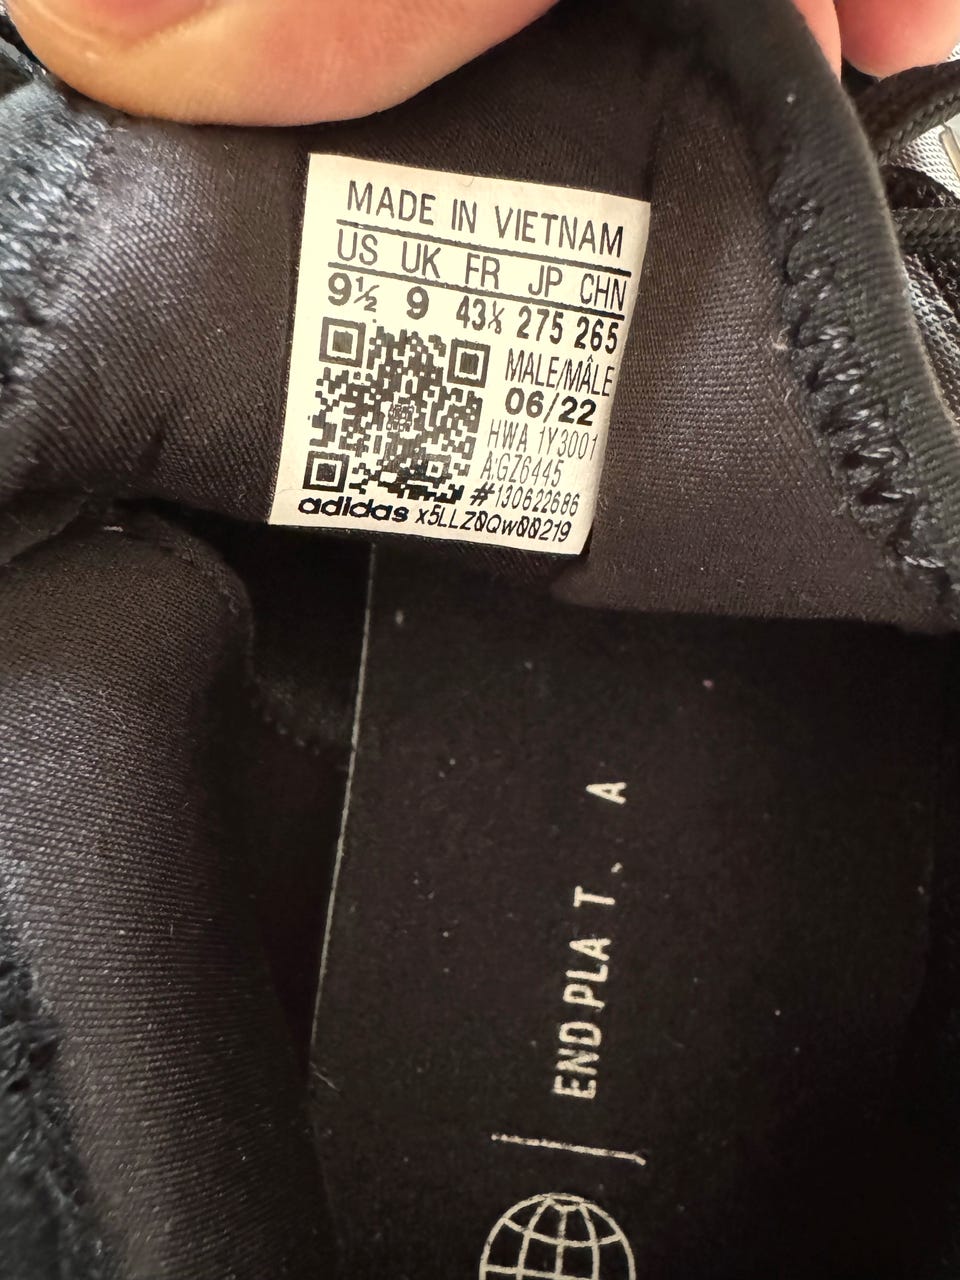 MADE IN VIETNAM
US UK FR JP CHN
9½ 9 43⅓ 275 265
MALE/MÂLE
06/22
HWA 1Y3001
A:GZ6445
#130622686
adidas x5LLZ0Qw00219
END PLA T. A